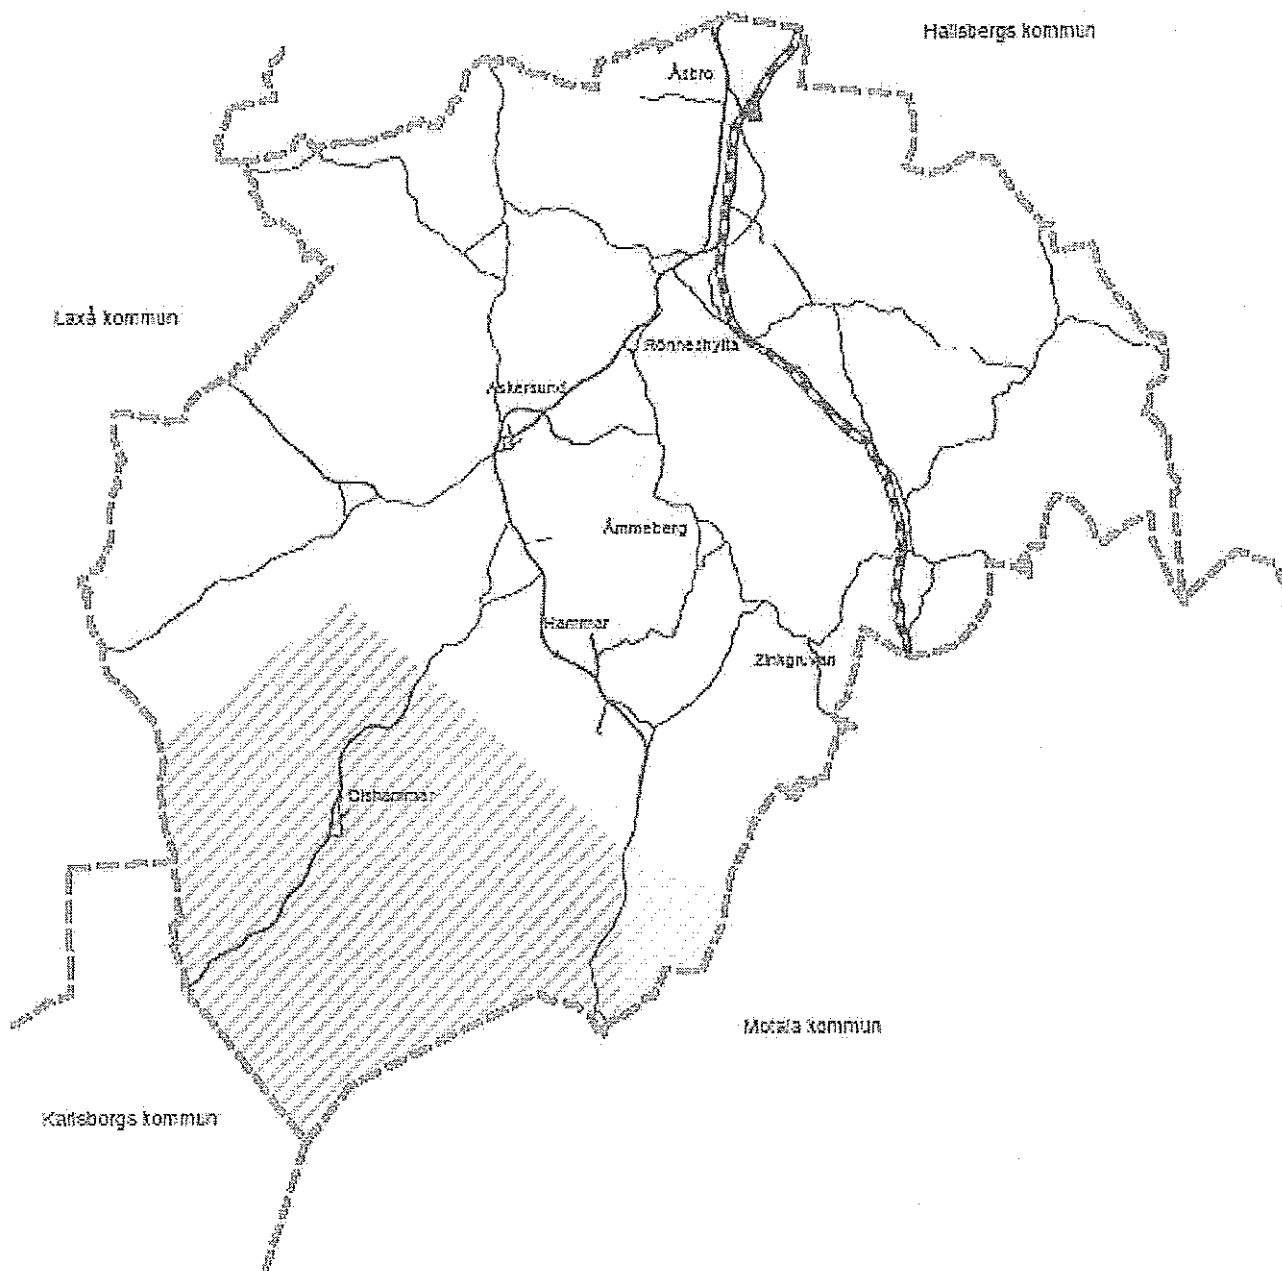 Hallsbergs kommun
Åsbro
Laxå kommun
Rönneshytta
Askersund
Åmmeberg
Hammar
Zinkgruvan
Olshammar
Motala kommun
Karlsborgs kommun